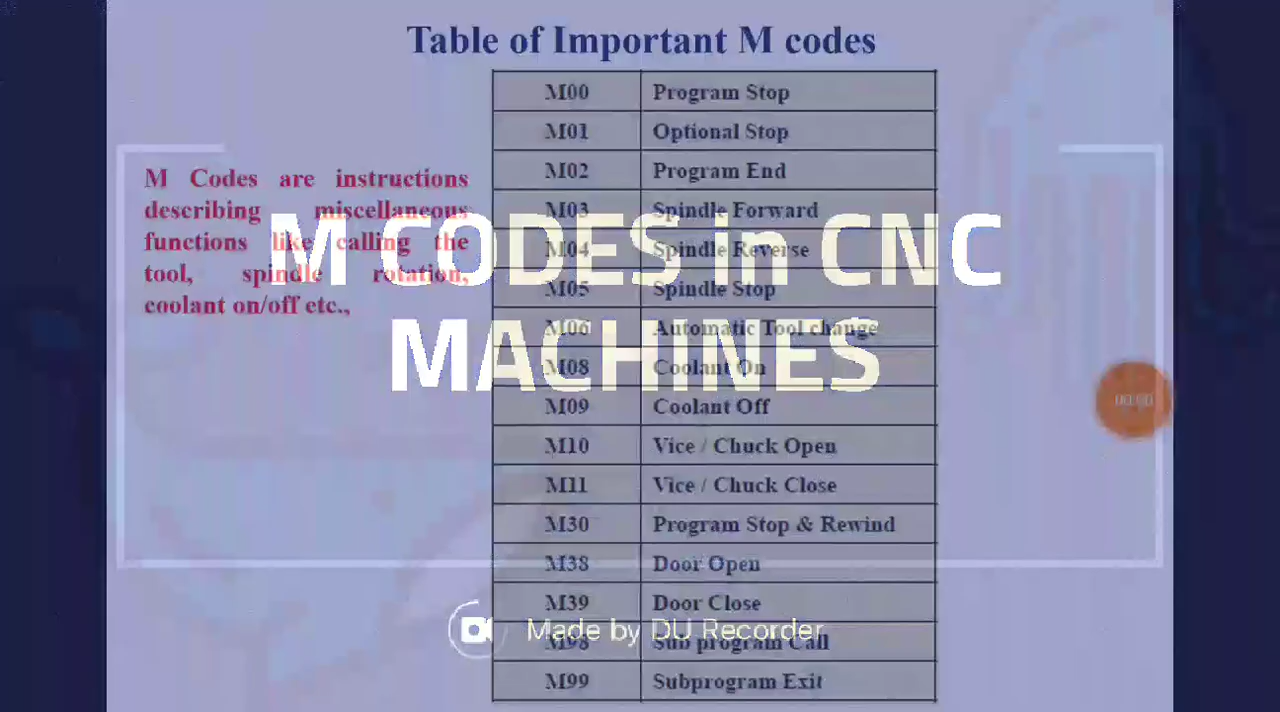 Table of Important M codes
M Codes are instructions
describing miscellaneous
functions like calling the
tool, spindle rotation,
coolant on/off etc.,
M00 Program Stop
M01 Optional Stop
M02 Program End
M03 Spindle Forward
M04 Spindle Reverse
M05 Spindle Stop
M06 Automatic Tool change
M08 Coolant On
M09 Coolant Off
M10 Vice / Chuck Open
M11 Vice / Chuck Close
M30 Program Stop & Rewind
M38 Door Open
M39 Door Close
M98 Sub program Call
M99 Subprogram Exit
M CODES in CNC
MACHINES
00:00
Made by DU Recorder